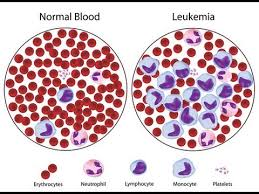 Normal Blood
Leukemia
Erythrocytes
Neutrophil
Lymphocyte
Monocyte
Platelets